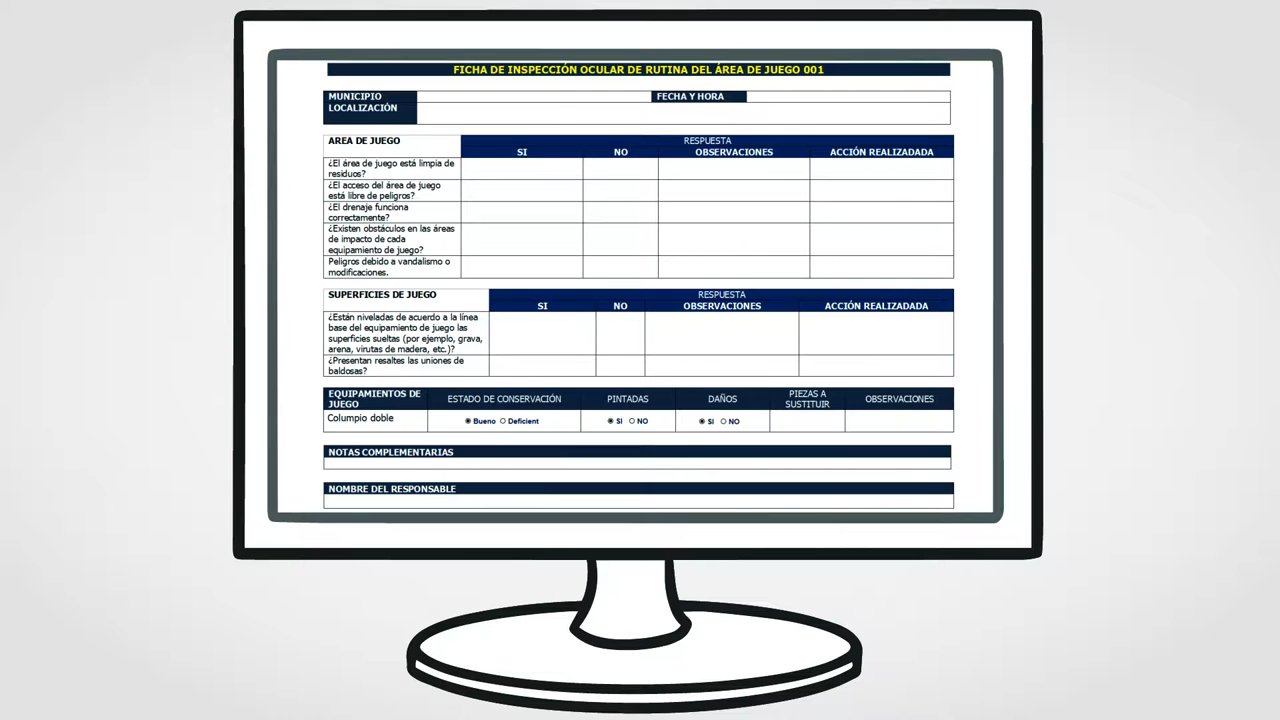 FICHA DE INSPECCIÓN OCULAR DE RUTINA DEL ÁREA DE JUEGO 001
MUNICIPIO
FECHA Y HORA
LOCALIZACIÓN
AREA DE JUEGO
RESPUESTA
SI NO OBSERVACIONES ACCIÓN REALIZADADA
¿El área de juego está limpia de
residuos?
¿El acceso del área de juego
está libre de peligros?
¿El drenaje funciona
correctamente?
¿Existen obstáculos en las áreas
de impacto de cada
equipamiento de juego?
Peligros debido a vandalismo o
modificaciones.
SUPERFICIES DE JUEGO
RESPUESTA
SI NO OBSERVACIONES ACCIÓN REALIZADADA
¿Están niveladas de acuerdo a la línea
base del equipamiento de juego las
superficies sueltas (por ejemplo, grava,
arena, virutas de madera, etc.)?
¿Presentan resaltes las uniones de
baldosas?
EQUIPAMIENTOS DE
JUEGO
ESTADO DE CONSERVACIÓN
PINTADAS
DAÑOS
PIEZAS A
SUSTITUIR
OBSERVACIONES
Columpio doble
Bueno Deficient
SI NO
SI NO
NOTAS COMPLEMENTARIAS
NOMBRE DEL RESPONSABLE